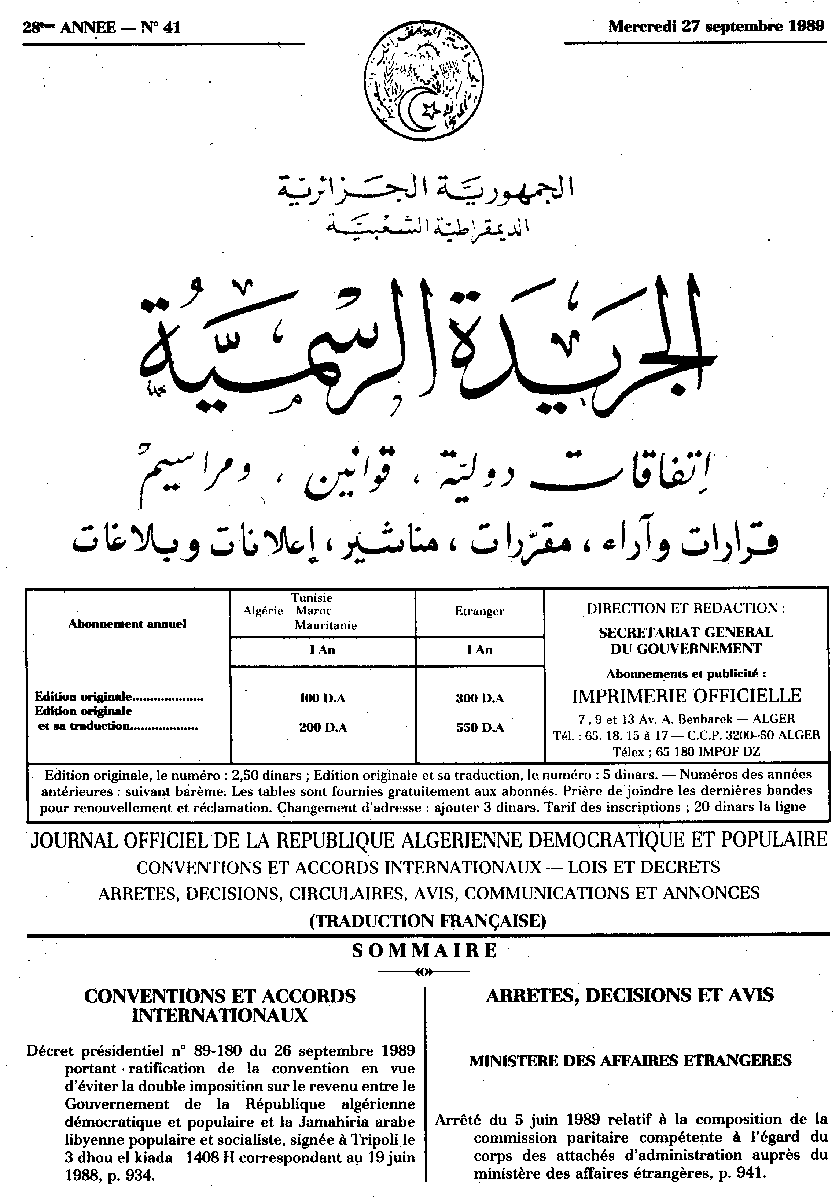 28ème ANNEE — N° 41
Mercredi 27 septembre 1989
الجمهورية الجزائرية
الديمقراطية الشعبية
الجريدة الرسمية
إتفاقات دولية ، قوانين ، ومراسيم
قرارات وآراء ، مقررات ، مناشير ، إعلانات وبلاغات
Abonnement annuel
Tunisie
Algérie Maroc
Mauritanie
Etranger
1 An
1 An
Edition originale....................
100 D.A
300 D.A
Edition originale
et sa traduction..................
200 D.A
550 D.A
DIRECTION ET REDACTION :
SECRETARIAT GENERAL
DU GOUVERNEMENT
Abonnements et publicité :
IMPRIMERIE OFFICIELLE
7, 9 et 13 Av. A. Benbarek — ALGER
Tél. : 65. 18. 15 à 17 — C.C.P. 3200-50 ALGER
Télex ; 65 180 IMPOF DZ
Edition originale, le numéro : 2,50 dinars ; Edition originale et sa traduction, le numéro : 5 dinars. — Numéros des années
antérieures : suivant barème. Les tables sont fournies gratuitement aux abonnés. Prière de joindre les dernières bandes
pour renouvellement et réclamation. Changement d'adresse : ajouter 3 dinars. Tarif des inscriptions ; 20 dinars la ligne
JOURNAL OFFICIEL DE LA REPUBLIQUE ALGERIENNE DEMOCRATIQUE ET POPULAIRE
CONVENTIONS ET ACCORDS INTERNATIONAUX — LOIS ET DECRETS
ARRETES, DECISIONS, CIRCULAIRES, AVIS, COMMUNICATIONS ET ANNONCES
(TRADUCTION FRANÇAISE)
SOMMAIRE
CONVENTIONS ET ACCORDS
INTERNATIONAUX
Décret présidentiel n° 89-180 du 26 septembre 1989
portant ratification de la convention en vue
d'éviter la double imposition sur le revenu entre le
Gouvernement de la République algérienne
démocratique et populaire et la Jamahiria arabe
libyenne populaire et socialiste, signée à Tripoli le
3 dhou el kiada 1408 H correspondant au 19 juin
1988, p. 934.
ARRETES, DECISIONS ET AVIS
MINISTERE DES AFFAIRES ETRANGERES
Arrêté du 5 juin 1989 relatif à la composition de la
commission paritaire compétente à l'égard du
corps des attachés d'administration auprès du
ministère des affaires étrangères, p. 941.